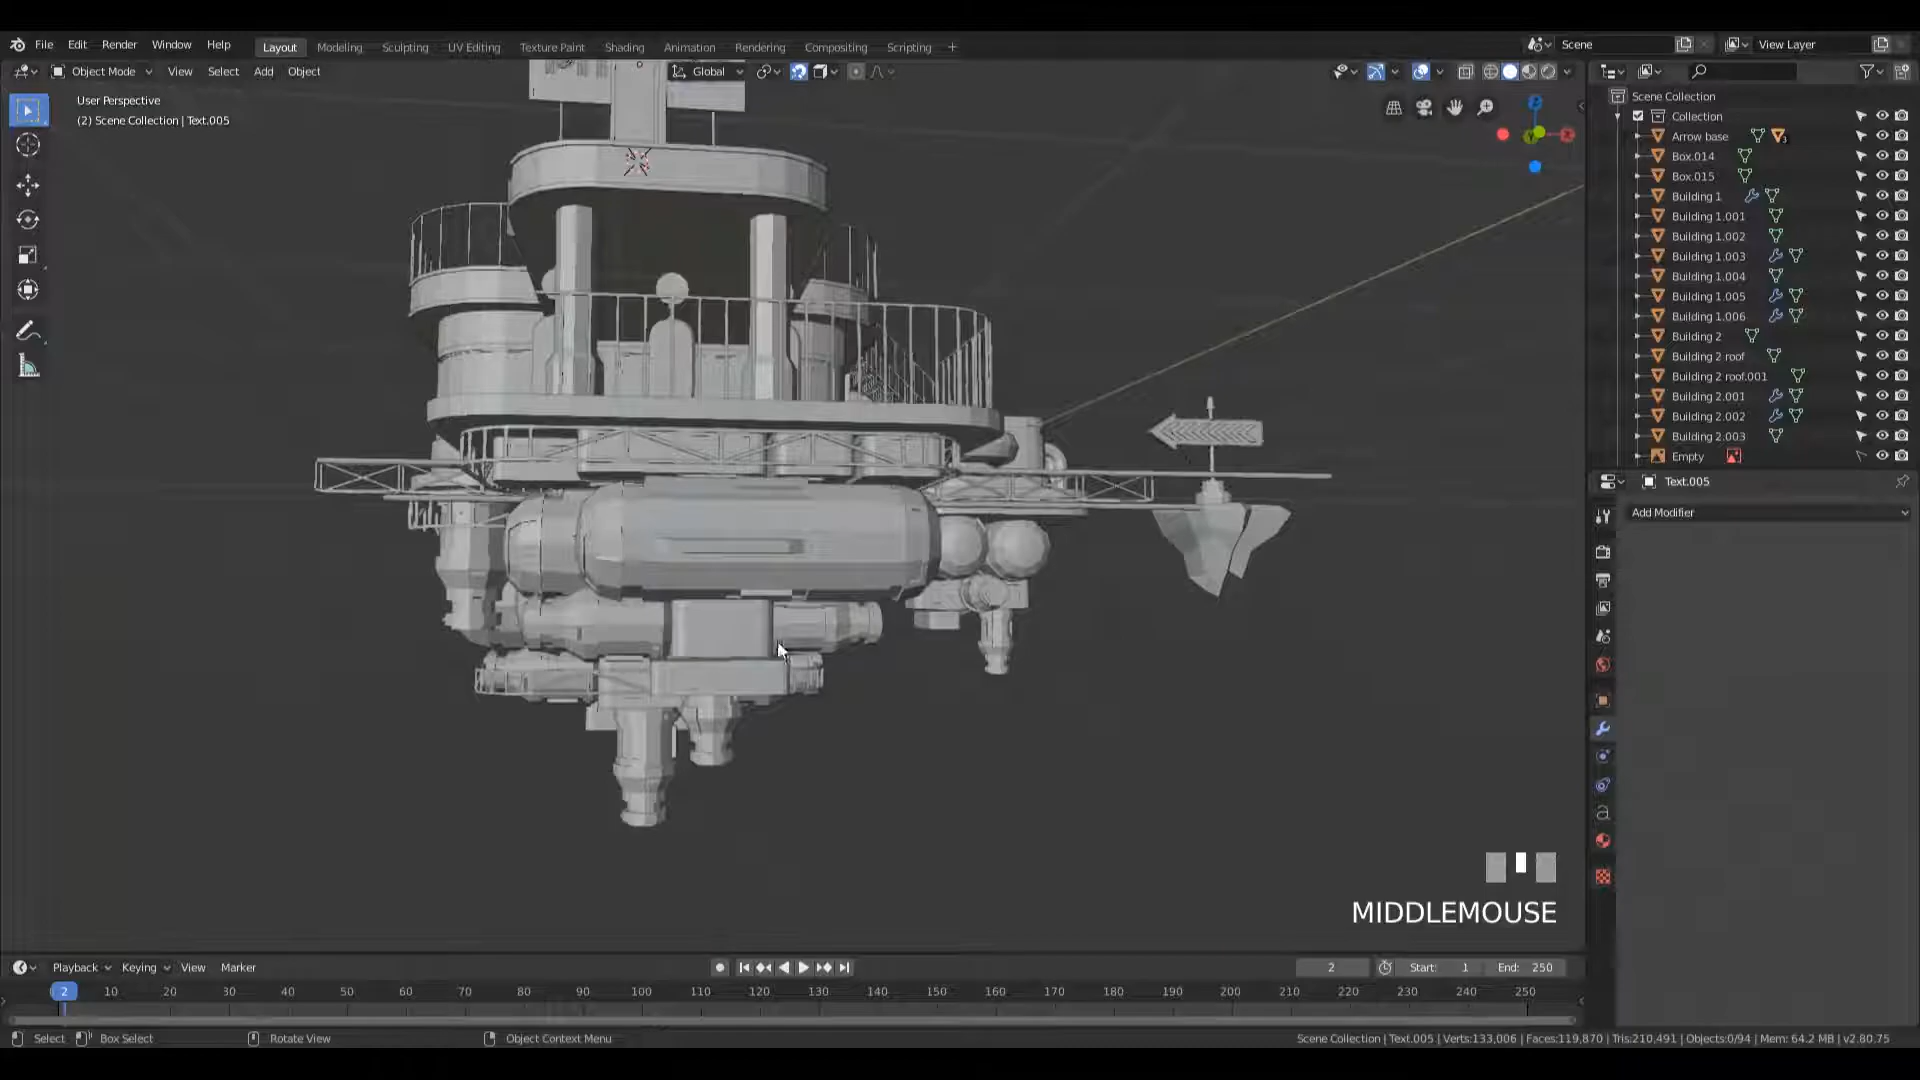 File Edit Render Window Help Layout Modeling Sculpting UV Editing Texture Paint Shading Animation Rendering Compositing Scripting + Scene View Layer
Object Mode View Select Add Object Global
User Perspective
(2) Scene Collection | Text.005
Scene Collection
Collection
Arrow base
Box.014
Box.015
Building 1
Building 1.001
Building 1.002
Building 1.003
Building 1.004
Building 1.005
Building 1.006
Building 2
Building 2 roof
Building 2 roof.001
Building 2.001
Building 2.002
Building 2.003
Empty
Text.005
Add Modifier
MIDDLEMOUSE
Playback Keying View Marker 2 Start: 1 End: 250
2 10 20 30 40 50 60 70 80 90 100 110 120 130 140 150 160 170 180 190 200 210 220 230 240 250
Select Box Select Rotate View Object Context Menu Scene Collection | Text.005 | Verts:133,006 | Faces:119,870 | Tris:210,491 | Objects:0/94 | Mem: 64.2 MB | v2.80.75